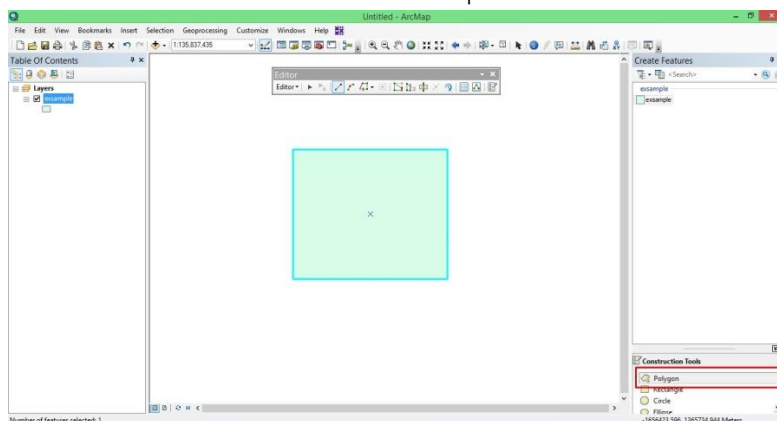 Untitled - ArcMap
File Edit View Bookmarks Insert Selection Geoprocessing Customize Windows Help
1:135,837,435
Table Of Contents
Layers
exsample
Editor
Editor
Create Features
<Search>
exsample
exsample
Construction Tools
Polygon
Rectangle
Circle
Ellipse
Number of features selected: 1
-1656423.596 1365734.944 Meters